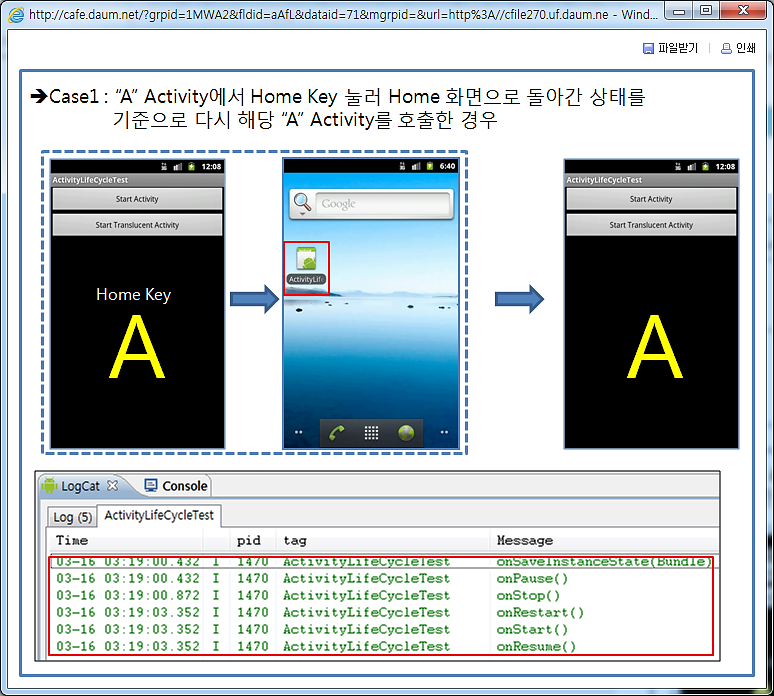 http://cafe.daum.net/?grpid=1MWA2&fldid=aAfL&dataid=71&mgrpid=&url=http%3A//cfile270.uf.daum.ne - Wind...
파일받기 | 인쇄
➔Case1 : “A” Activity에서 Home Key 눌러 Home 화면으로 돌아간 상태를
기준으로 다시 해당 “A” Activity를 호출한 경우
12:08
ActivityLifeCycleTest
Start Activity
Start Translucent Activity
Home Key
A
6:40
Google
ActivityLif
12:08
ActivityLifeCycleTest
Start Activity
Start Translucent Activity
A
LogCat Console
Log (5) ActivityLifeCycleTest
Time pid tag Message
03-16 03:19:00.432 I 1470 ActivityLifeCycleTest onSaveInstanceState(Bundle)
03-16 03:19:00.432 I 1470 ActivityLifeCycleTest onPause()
03-16 03:19:00.872 I 1470 ActivityLifeCycleTest onStop()
03-16 03:19:03.352 I 1470 ActivityLifeCycleTest onRestart()
03-16 03:19:03.352 I 1470 ActivityLifeCycleTest onStart()
03-16 03:19:03.352 I 1470 ActivityLifeCycleTest onResume()